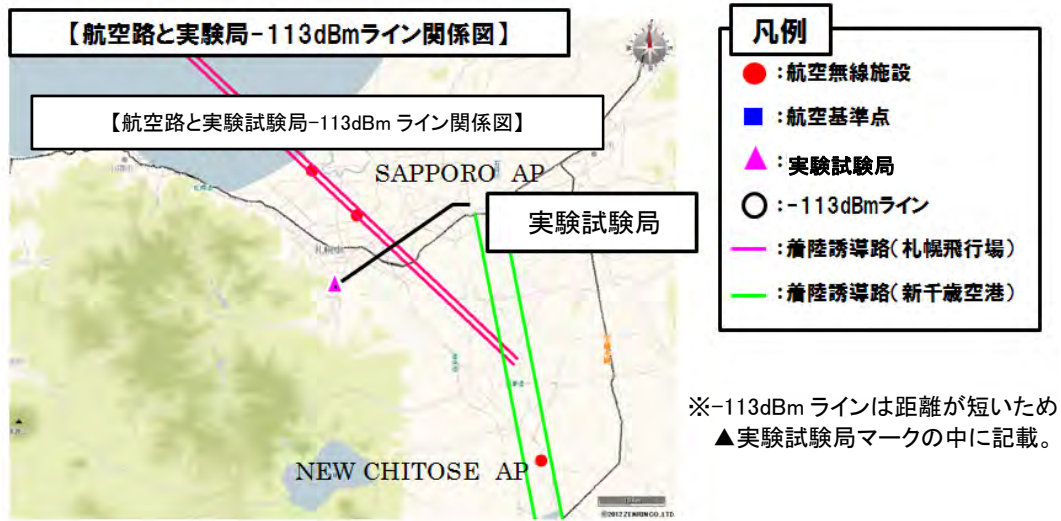 【航空路と実験局-113dBmライン関係図】
【航空路と実験試験局-113dBm ライン関係図】
SAPPORO AP
実験試験局
NEW CHITOSE AP
©2012 ZENRIN CO.,LTD.
凡例
:航空無線施設
:航空基準点
:実験試験局
:-113dBmライン
:着陸誘導路(札幌飛行場)
:着陸誘導路(新千歳空港)
※-113dBm ラインは距離が短いため
▲実験試験局マークの中に記載。